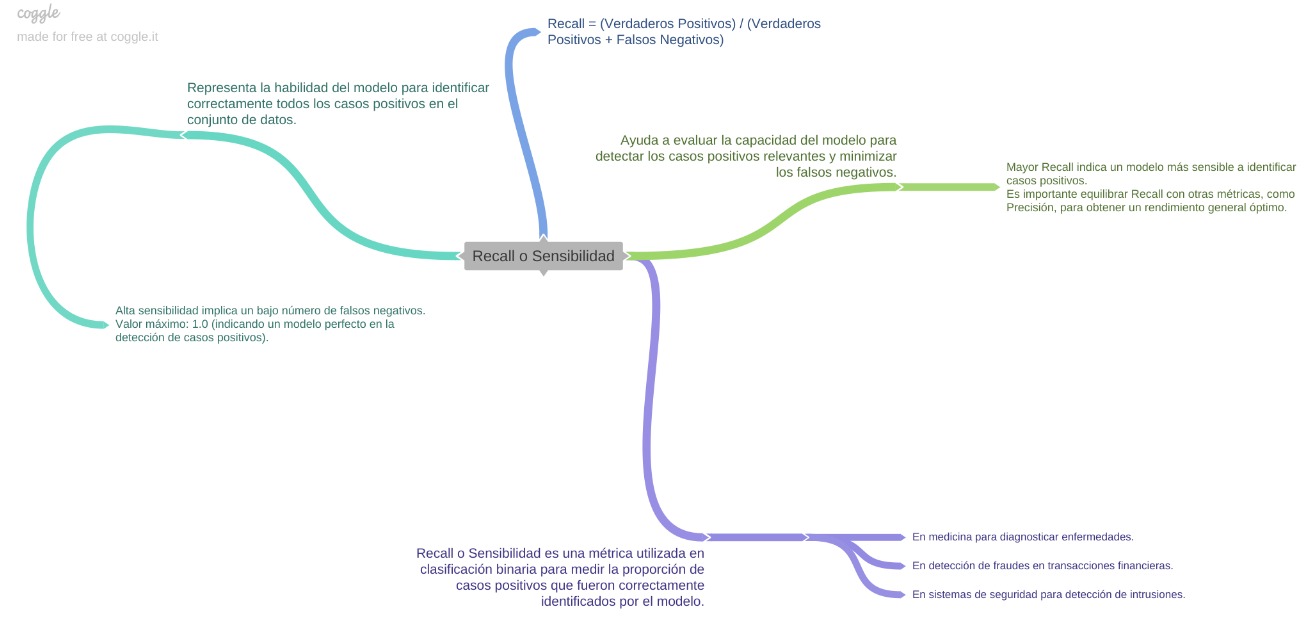 coggle
made for free at coggle.it
Recall = (Verdaderos Positivos) / (Verdaderos
Positivos + Falsos Negativos)
Representa la habilidad del modelo para identificar
correctamente todos los casos positivos en el
conjunto de datos.
Ayuda a evaluar la capacidad del modelo para
detectar los casos positivos relevantes y minimizar
los falsos negativos.
Mayor Recall indica un modelo más sensible a identificar
casos positivos.
Es importante equilibrar Recall con otras métricas, como
Precisión, para obtener un rendimiento general óptimo.
Recall o Sensibilidad
Alta sensibilidad implica un bajo número de falsos negativos.
Valor máximo: 1.0 (indicando un modelo perfecto en la
detección de casos positivos).
Recall o Sensibilidad es una métrica utilizada en
clasificación binaria para medir la proporción de
casos positivos que fueron correctamente
identificados por el modelo.
En medicina para diagnosticar enfermedades.
En detección de fraudes en transacciones financieras.
En sistemas de seguridad para detección de intrusiones.